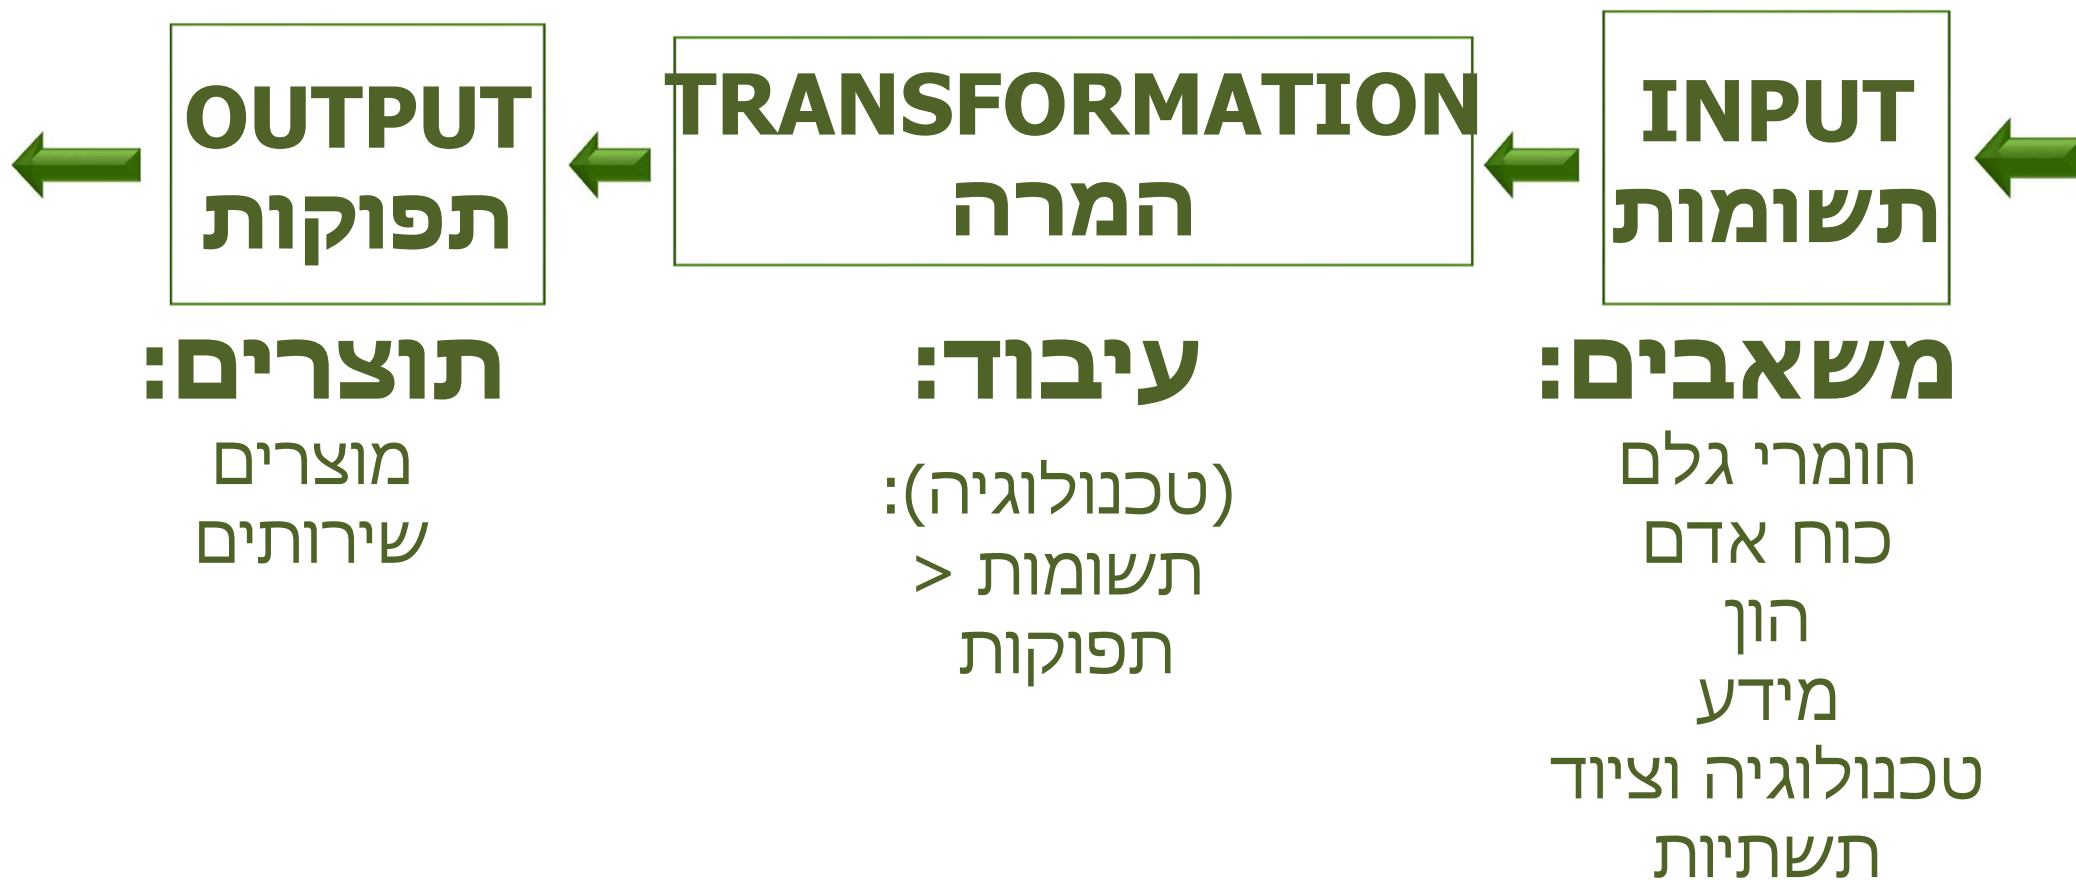 INPUT
תשומות
משאבים:
חומרי גלם
כוח אדם
הון
מידע
טכנולוגיה וציוד
תשתיות
TRANSFORMATION
המרה
עיבוד:
(טכנולוגיה):
תשומות >
תפוקות
OUTPUT
תפוקות
תוצרים:
מוצרים
שירותים